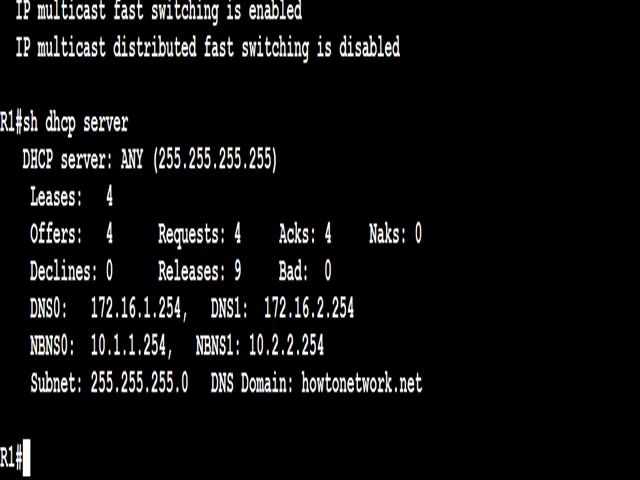 IP multicast fast switching is enabled
IP multicast distributed fast switching is disabled
R1#sh dhcp server
DHCP server: ANY (255.255.255.255)
Leases: 4
Offers: 4 Requests: 4 Acks: 4 Naks: 0
Declines: 0 Releases: 9 Bad: 0
DNS0: 172.16.1.254, DNS1: 172.16.2.254
NBNS0: 10.1.1.254, NBNS1: 10.2.2.254
Subnet: 255.255.255.0 DNS Domain: howtonetwork.net
R1#